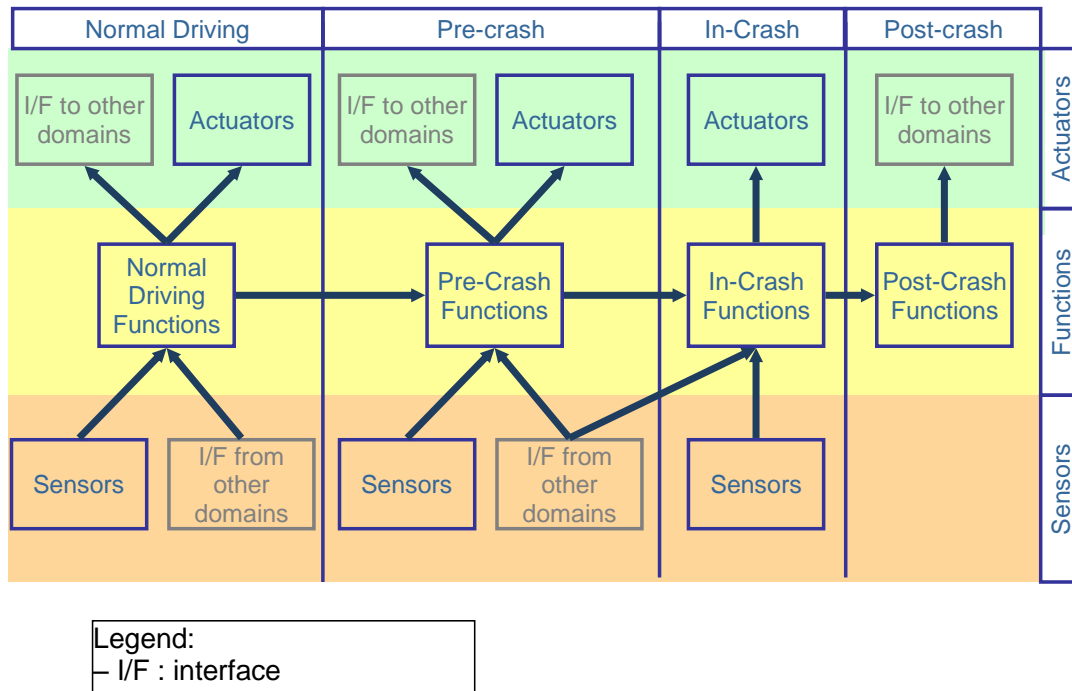 Normal Driving
Pre-crash
In-Crash
Post-crash
I/F to other
domains
Actuators
I/F to other
domains
Actuators
Actuators
I/F to other
domains
Actuators
Normal
Driving
Functions
Pre-Crash
Functions
In-Crash
Functions
Post-Crash
Functions
Functions
Sensors
I/F from
other
domains
Sensors
I/F from
other
domains
Sensors
Sensors
Legend:
– I/F : interface